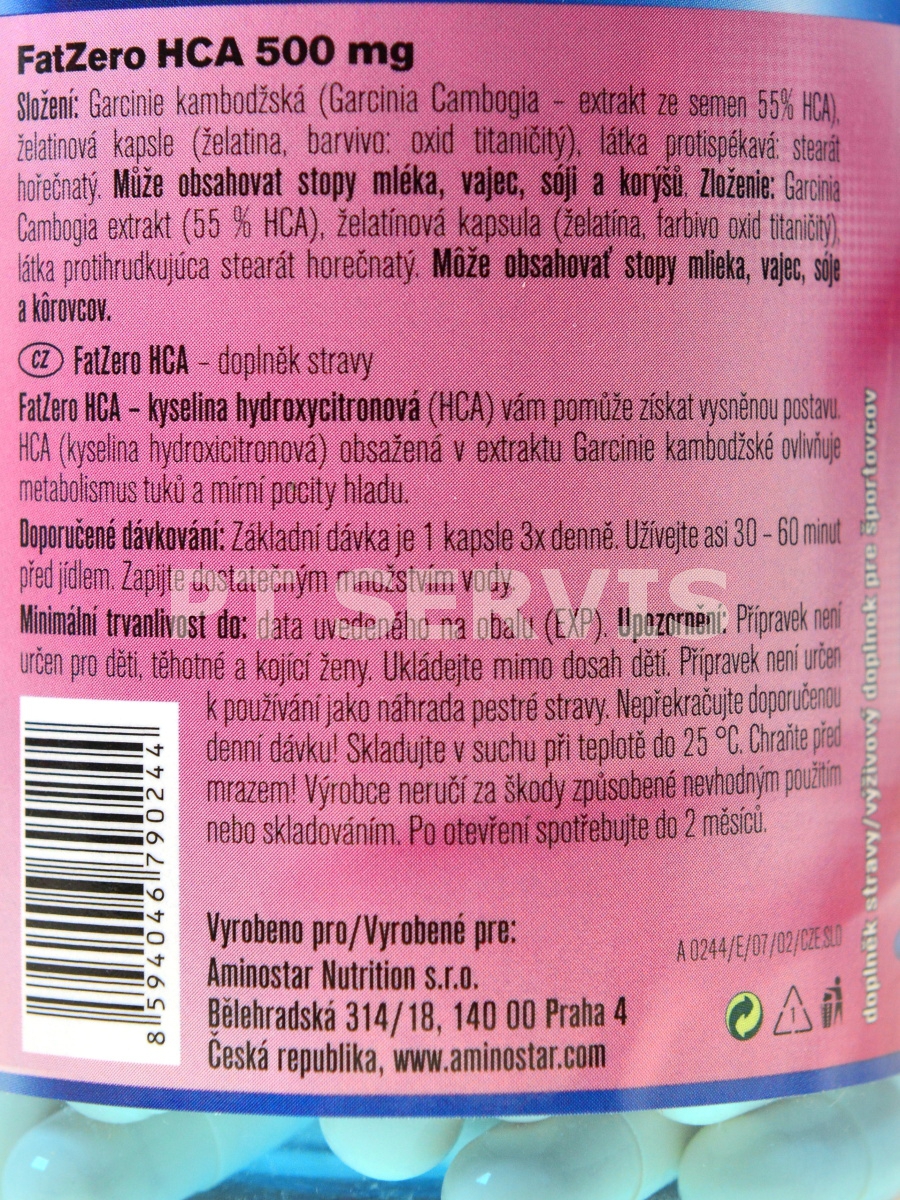 FatZero HCA 500 mg
Složení: Garcinie kambodžská (Garcinia Cambogia – extrakt ze semen 55% HCA),
želatinová kapsle (želatina, barvivo: oxid titaničitý), látka protispékavá: stearát
hořečnatý. Může obsahovat stopy mléka, vajec, sóji a korýšů. Zloženie: Garcinia
Cambogia extrakt (55 % HCA), želatínová kapsula (želatína, farbivo oxid titaničitý),
látka protihrudkujúca stearát horečnatý. Môže obsahovať stopy mlieka, vajec, sóje
a kôrovcov.
CZ FatZero HCA – doplněk stravy
FatZero HCA – kyselina hydroxycitronová (HCA) vám pomůže získat vysněnou postavu.
HCA (kyselina hydroxicitronová) obsažená v extraktu Garcinie kambodžské ovlivňuje
metabolismus tuků a mírní pocity hladu.
Doporučené dávkování: Základní dávka je 1 kapsle 3x denně. Užívejte asi 30 – 60 minut
před jídlem. Zapijte dostatečným množstvím vody.
PT SERVIS
Minimální trvanlivost do: data uvedeného na obalu (EXP). Upozornění: Přípravek není
určen pro děti, těhotné a kojící ženy. Ukládejte mimo dosah dětí. Přípravek není určen
k používání jako náhrada pestré stravy. Nepřekračujte doporučenou
denní dávku! Skladujte v suchu při teplotě do 25 °C. Chraňte před
mrazem! Výrobce neručí za škody způsobené nevhodným použitím
nebo skladováním. Po otevření spotřebujte do 2 měsíců.
8 594046 790244
Vyrobeno pro/Vyrobené pre:
Aminostar Nutrition s.r.o.
Bělehradská 314/18, 140 00 Praha 4
Česká republika, www.aminostar.com
A 0244/E/07/02/CZE.SLO
1
doplněk stravy/výživový doplnok pre športovcov